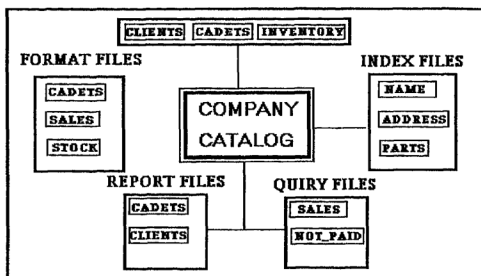 CLIENTS CADETS INVENTORY
FORMAT FILES
CADETS
SALES
STOCK
COMPANY
CATALOG
INDEX FILES
NAME
ADDRESS
PARTS
REPORT FILES
CADETS
CLIENTS
QUIRY FILES
SALES
NOT_PAID